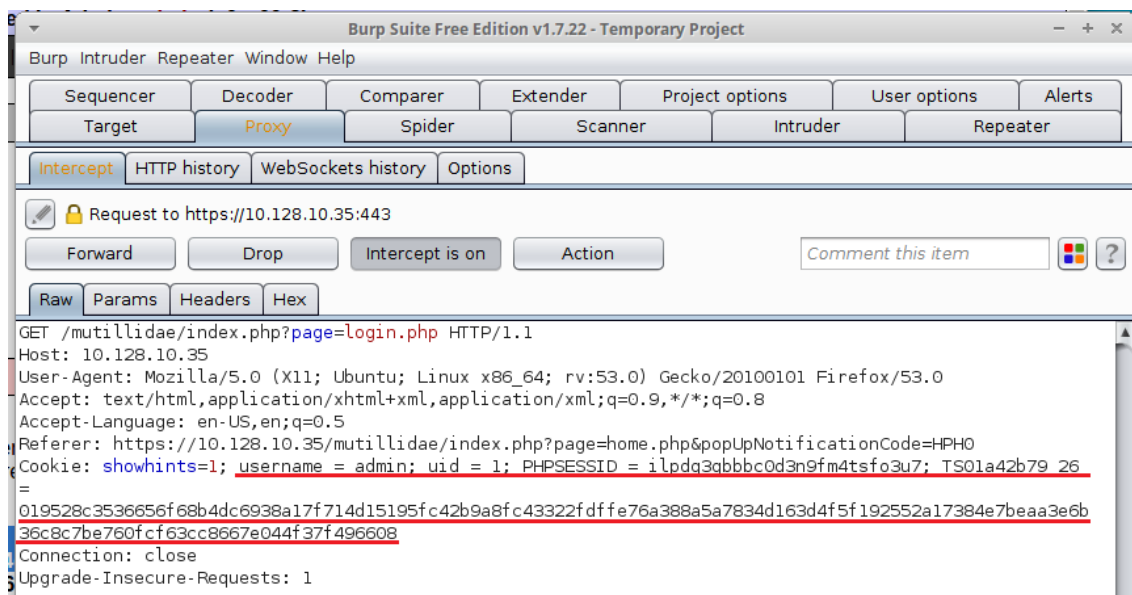 Burp Suite Free Edition v1.7.22 - Temporary Project
Burp Intruder Repeater Window Help
Sequencer Decoder Comparer Extender Project options User options Alerts
Target Proxy Spider Scanner Intruder Repeater
Intercept HTTP history WebSockets history Options
Request to https://10.128.10.35:443
Forward Drop Intercept is on Action Comment this item ?
Raw Params Headers Hex
GET /mutillidae/index.php?page=login.php HTTP/1.1
Host: 10.128.10.35
User-Agent: Mozilla/5.0 (X11; Ubuntu; Linux x86_64; rv:53.0) Gecko/20100101 Firefox/53.0
Accept: text/html,application/xhtml+xml,application/xml;q=0.9,*/*;q=0.8
Accept-Language: en-US,en;q=0.5
Referer: https://10.128.10.35/mutillidae/index.php?page=home.php&popUpNotificationCode=HPH0
Cookie: showhints=1; username = admin; uid = 1; PHPSESSID = ilpdq3qbbbc0d3n9fm4tsfo3u7; TS01a42b79_26
=
019528c3536656f68b4dc6938a17f714d15195fc42b9a8fc43322fdffe76a388a5a7834d163d4f5f192552a17384e7beaa3e6b
36c8c7be760fcf63cc8667e044f37f496608
Connection: close
Upgrade-Insecure-Requests: 1